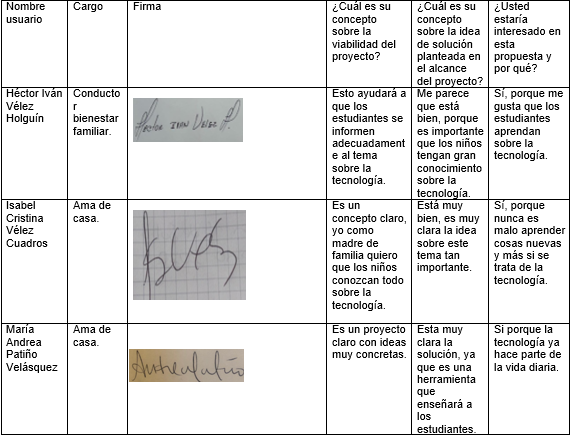 Nombre
usuario
Cargo
Firma
¿Cuál es su
concepto
sobre la
viabilidad del
proyecto?
¿Cuál es su
concepto
sobre la idea
de solución
planteada en
el alcance
del proyecto?
¿Usted
estaría
interesado en
esta
propuesta y
por qué?
Héctor Iván
Vélez
Holguín
Conducto
r
bienestar
familiar.
Hector IVAN Velez H.
Esto ayudará a
que los
estudiantes se
informen
adecuadament
e al tema
sobre la
tecnología.
Me parece
que está
bien, porque
es importante
que los niños
tengan gran
conocimiento
sobre la
tecnología.
Sí, porque me
gusta que los
estudiantes
aprendan
sobre la
tecnología.
Isabel
Cristina
Vélez
Cuadros
Ama de
casa.
Es un
concepto claro,
yo como
madre de
familia quiero
que los niños
conozcan todo
sobre la
tecnología.
Está muy
bien, es muy
clara la idea
sobre este
tema tan
importante.
Sí, porque
nunca es
malo aprender
cosas nuevas
y más si se
trata de la
tecnología.
María
Andrea
Patiño
Velásquez
Ama de
casa.
Andrea Patiño
Es un proyecto
claro con ideas
muy concretas.
Esta muy
clara la
solución, ya
que es una
herramienta
que
enseñará a
los
estudiantes.
Si porque la
tecnología ya
hace parte de
la vida diaria.